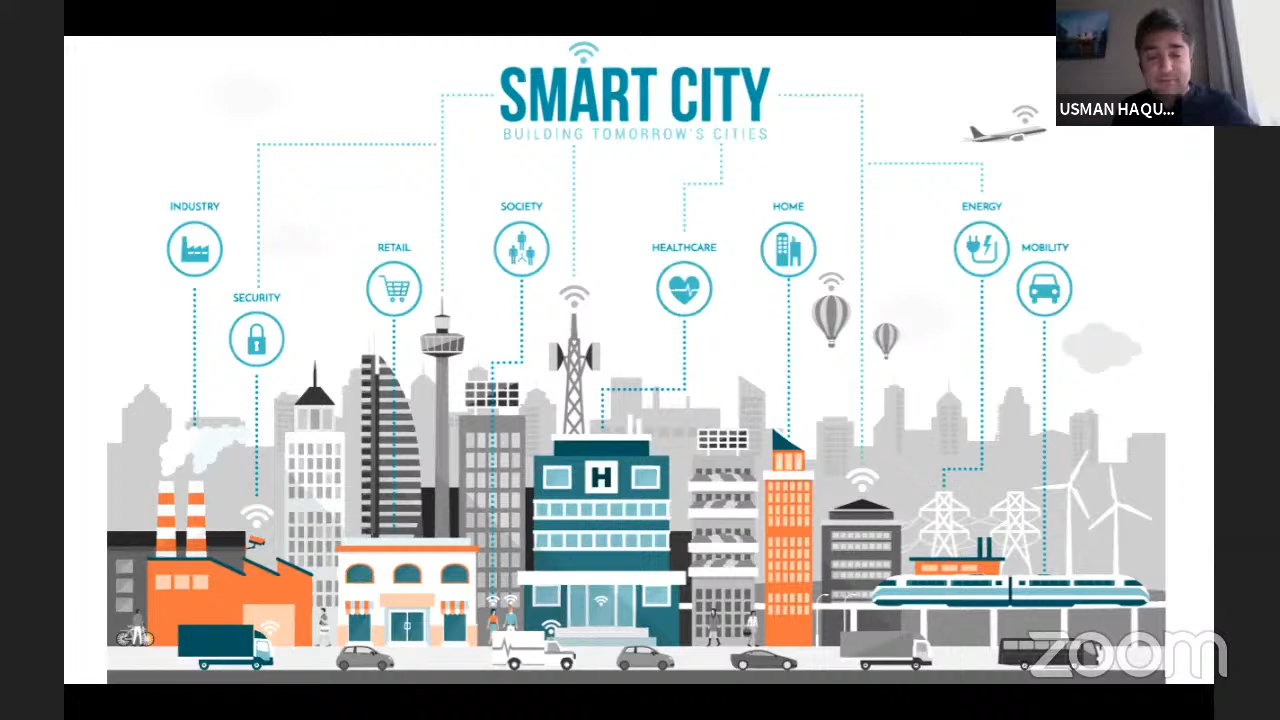 SMART CITY
BUILDING TOMORROW'S CITIES
USMAN HAQU...
INDUSTRY
SOCIETY
HOME
ENERGY
RETAIL
HEALTHCARE
MOBILITY
SECURITY
H
zoom